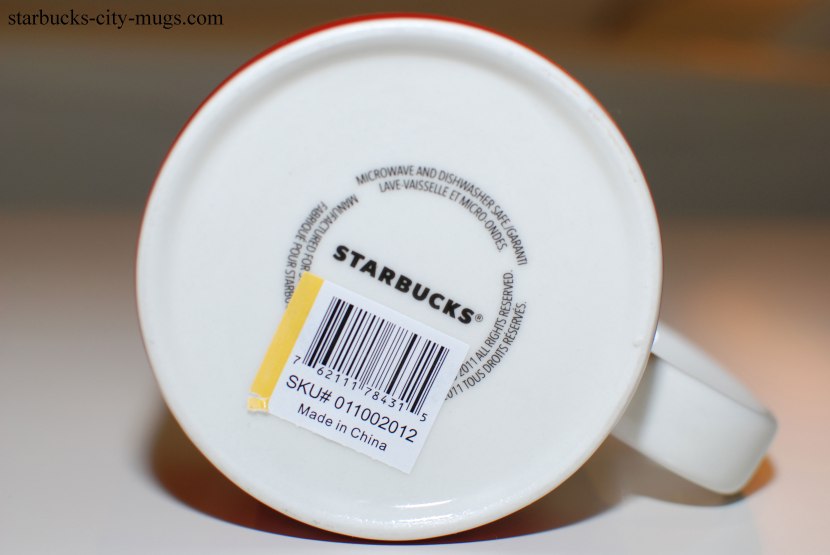 starbucks-city-mugs.com
MICROWAVE AND DISHWASHER SAFE/GARANTI
LAVE-VAISSELLE ET MICRO-ONDES.
MANUFACTURED FOR
FABRIQUÉ POUR
STARBUCKS®
2011 ALL RIGHTS RESERVED.
TOUS DROITS RÉSERVÉS.
7 62111 78431 5
SKU# 011002012
Made in China